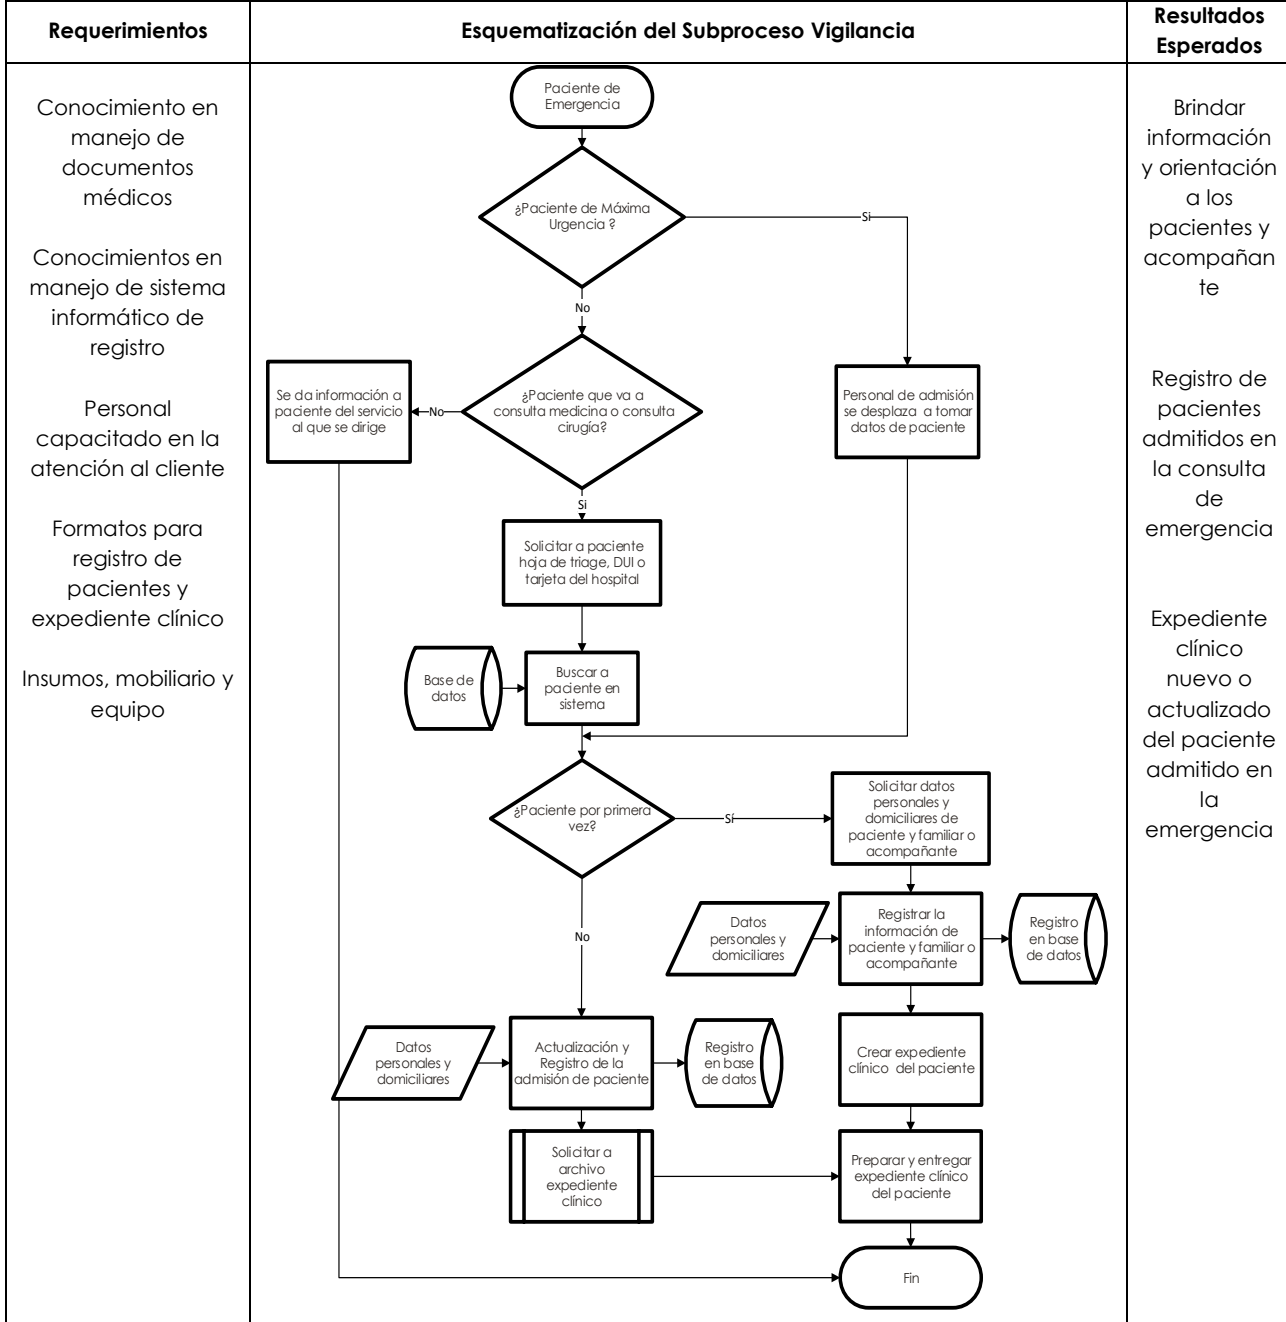 Requerimientos
Esquematización del Subproceso Vigilancia
Resultados
Esperados
Conocimiento en
manejo de
documentos
médicos
Conocimientos en
manejo de sistema
informático de
registro
Personal
capacitado en la
atención al cliente
Formatos para
registro de
pacientes y
expediente clínico
Insumos, mobiliario y
equipo
Paciente de
Emergencia
¿Paciente de Máxima
Urgencia ?
Si
No
¿Paciente que va a
consulta medicina o consulta
cirugía?
No
Se da información a
paciente del servicio
al que se dirige
Personal de admisión
se desplaza a tomar
datos de paciente
Si
Solicitar a paciente
hoja de triage, DUI o
tarjeta del hospital
Base de
datos
Buscar a
paciente en
sistema
¿Paciente por primera
vez?
Sí
Solicitar datos
personales y
domiciliares de
paciente y familiar o
acompañante
No
Datos
personales y
domiciliares
Registrar la
información de
paciente y familiar o
acompañante
Registro
en base
de datos
Datos
personales y
domiciliares
Actualización y
Registro de la
admisión de paciente
Registro
en base
de datos
Crear expediente
clínico del paciente
Solicitar a
archivo
expediente
clínico
Preparar y entregar
expediente clínico
del paciente
Fin
Brindar
información
y orientación
a los
pacientes y
acompañan
te
Registro de
pacientes
admitidos en
la consulta
de
emergencia
Expediente
clínico
nuevo o
actualizado
del paciente
admitido en
la
emergencia